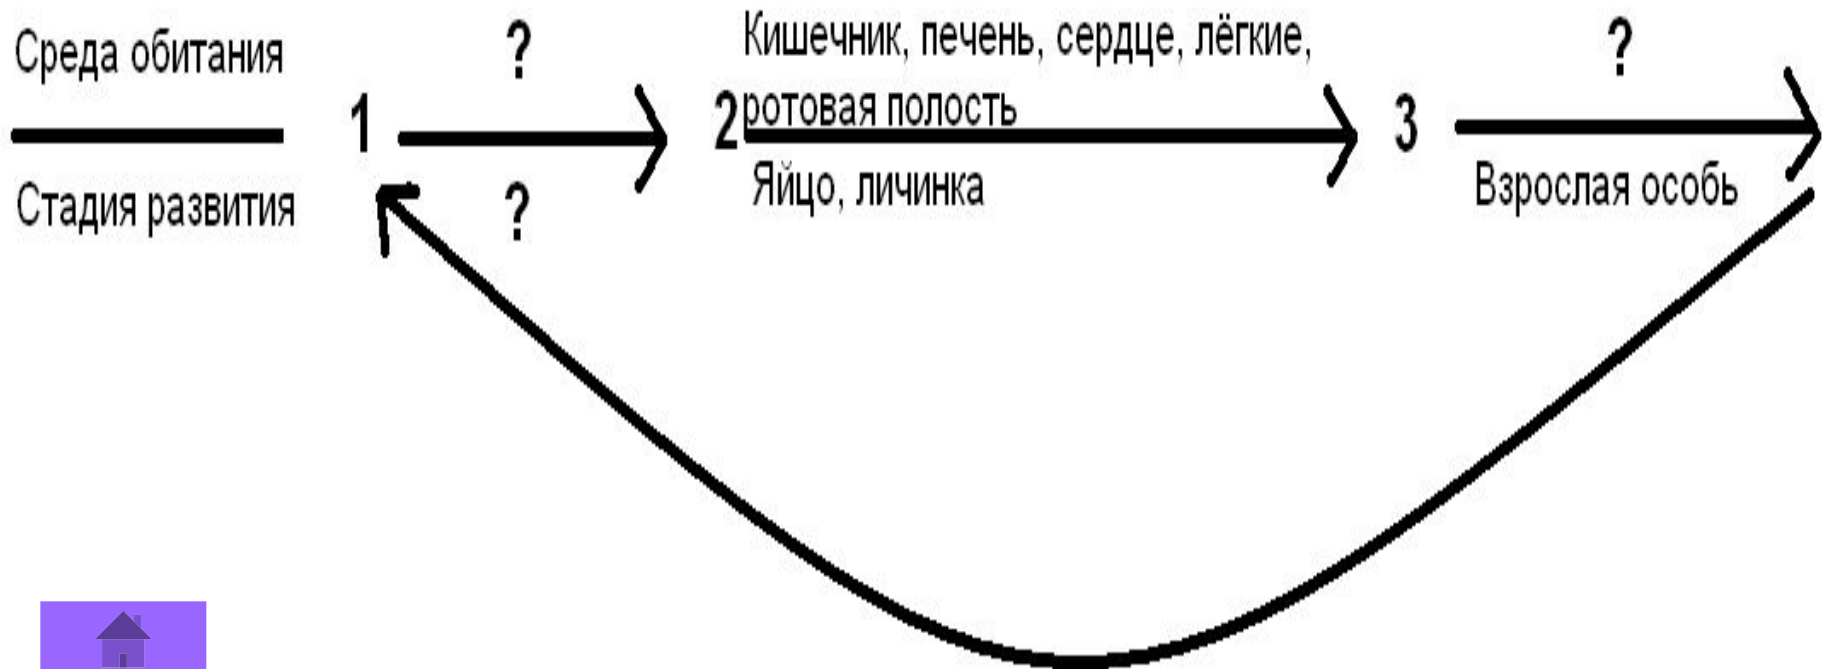 Среда обитания
Стадия развития
1
?
?
2
Кишечник, печень, сердце, лёгкие,
ротовая полость
Яйцо, личинка
3
?
Взрослая особь